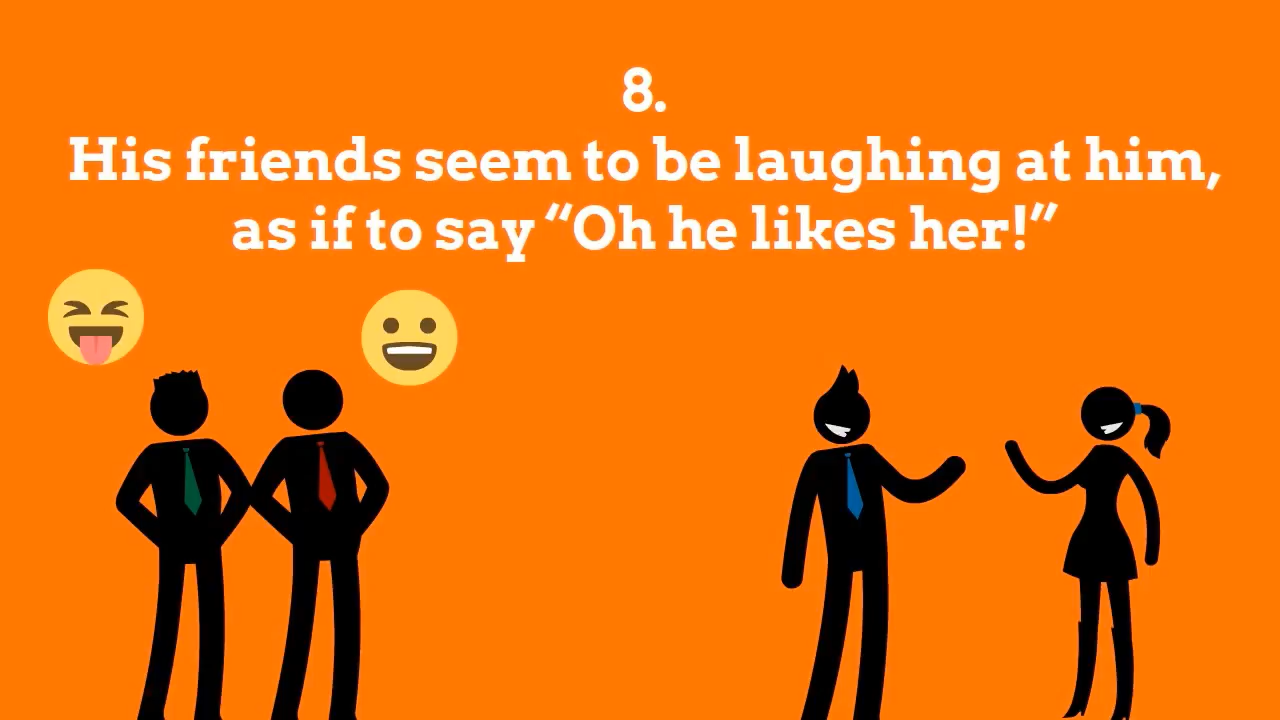 8.
His friends seem to be laughing at him,
as if to say “Oh he likes her!”